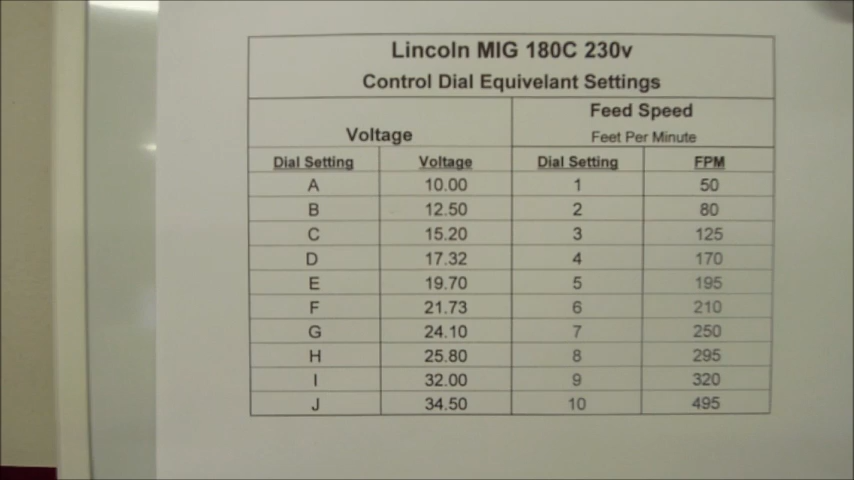 Lincoln MIG 180C 230v
Control Dial Equivelant Settings
Voltage Feed Speed
Feet Per Minute
Dial Setting Voltage Dial Setting FPM
A 10.00 1 50
B 12.50 2 80
C 15.20 3 125
D 17.32 4 170
E 19.70 5 195
F 21.73 6 210
G 24.10 7 250
H 25.80 8 295
I 32.00 9 320
J 34.50 10 495